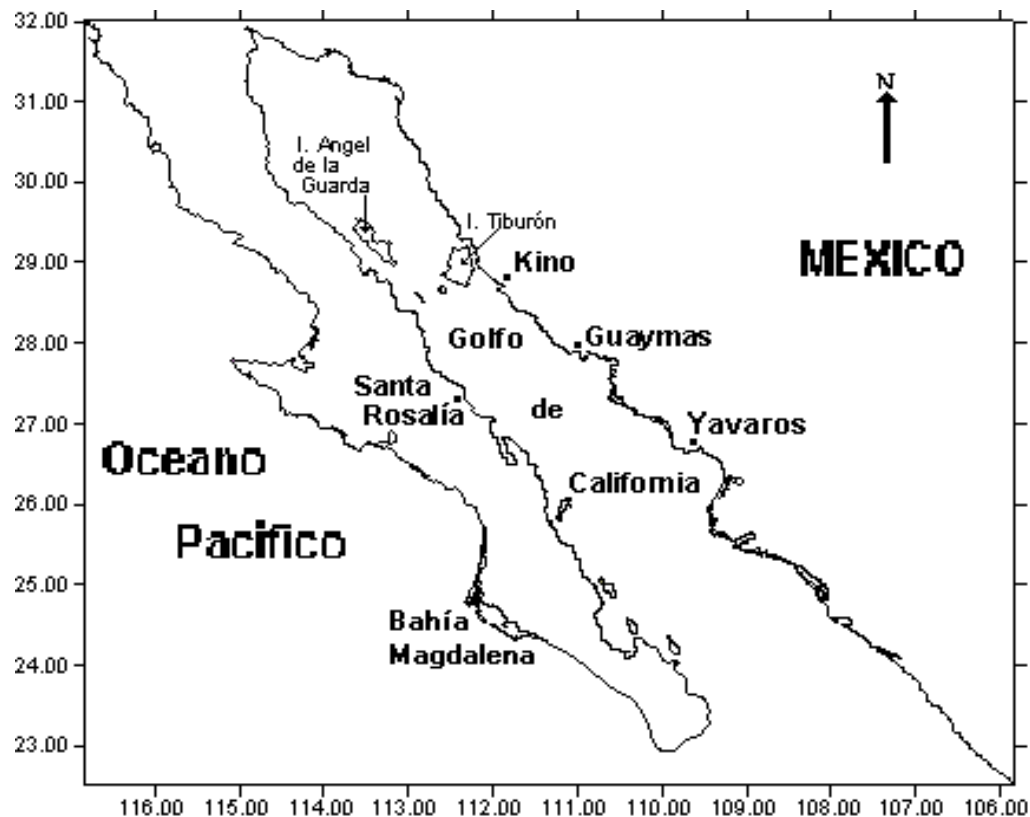 32.00
31.00
30.00
29.00
28.00
27.00
26.00
25.00
24.00
23.00
N
I. Angel
de la
Guarda
I. Tiburón
Kino
MEXICO
Golfo
Guaymas
Santa
Rosalía
de
Yavaros
Oceano
California
Pacifico
Bahía
Magdalena
116.00 115.00 114.00 113.00 112.00 111.00 110.00 109.00 108.00 107.00 106.00